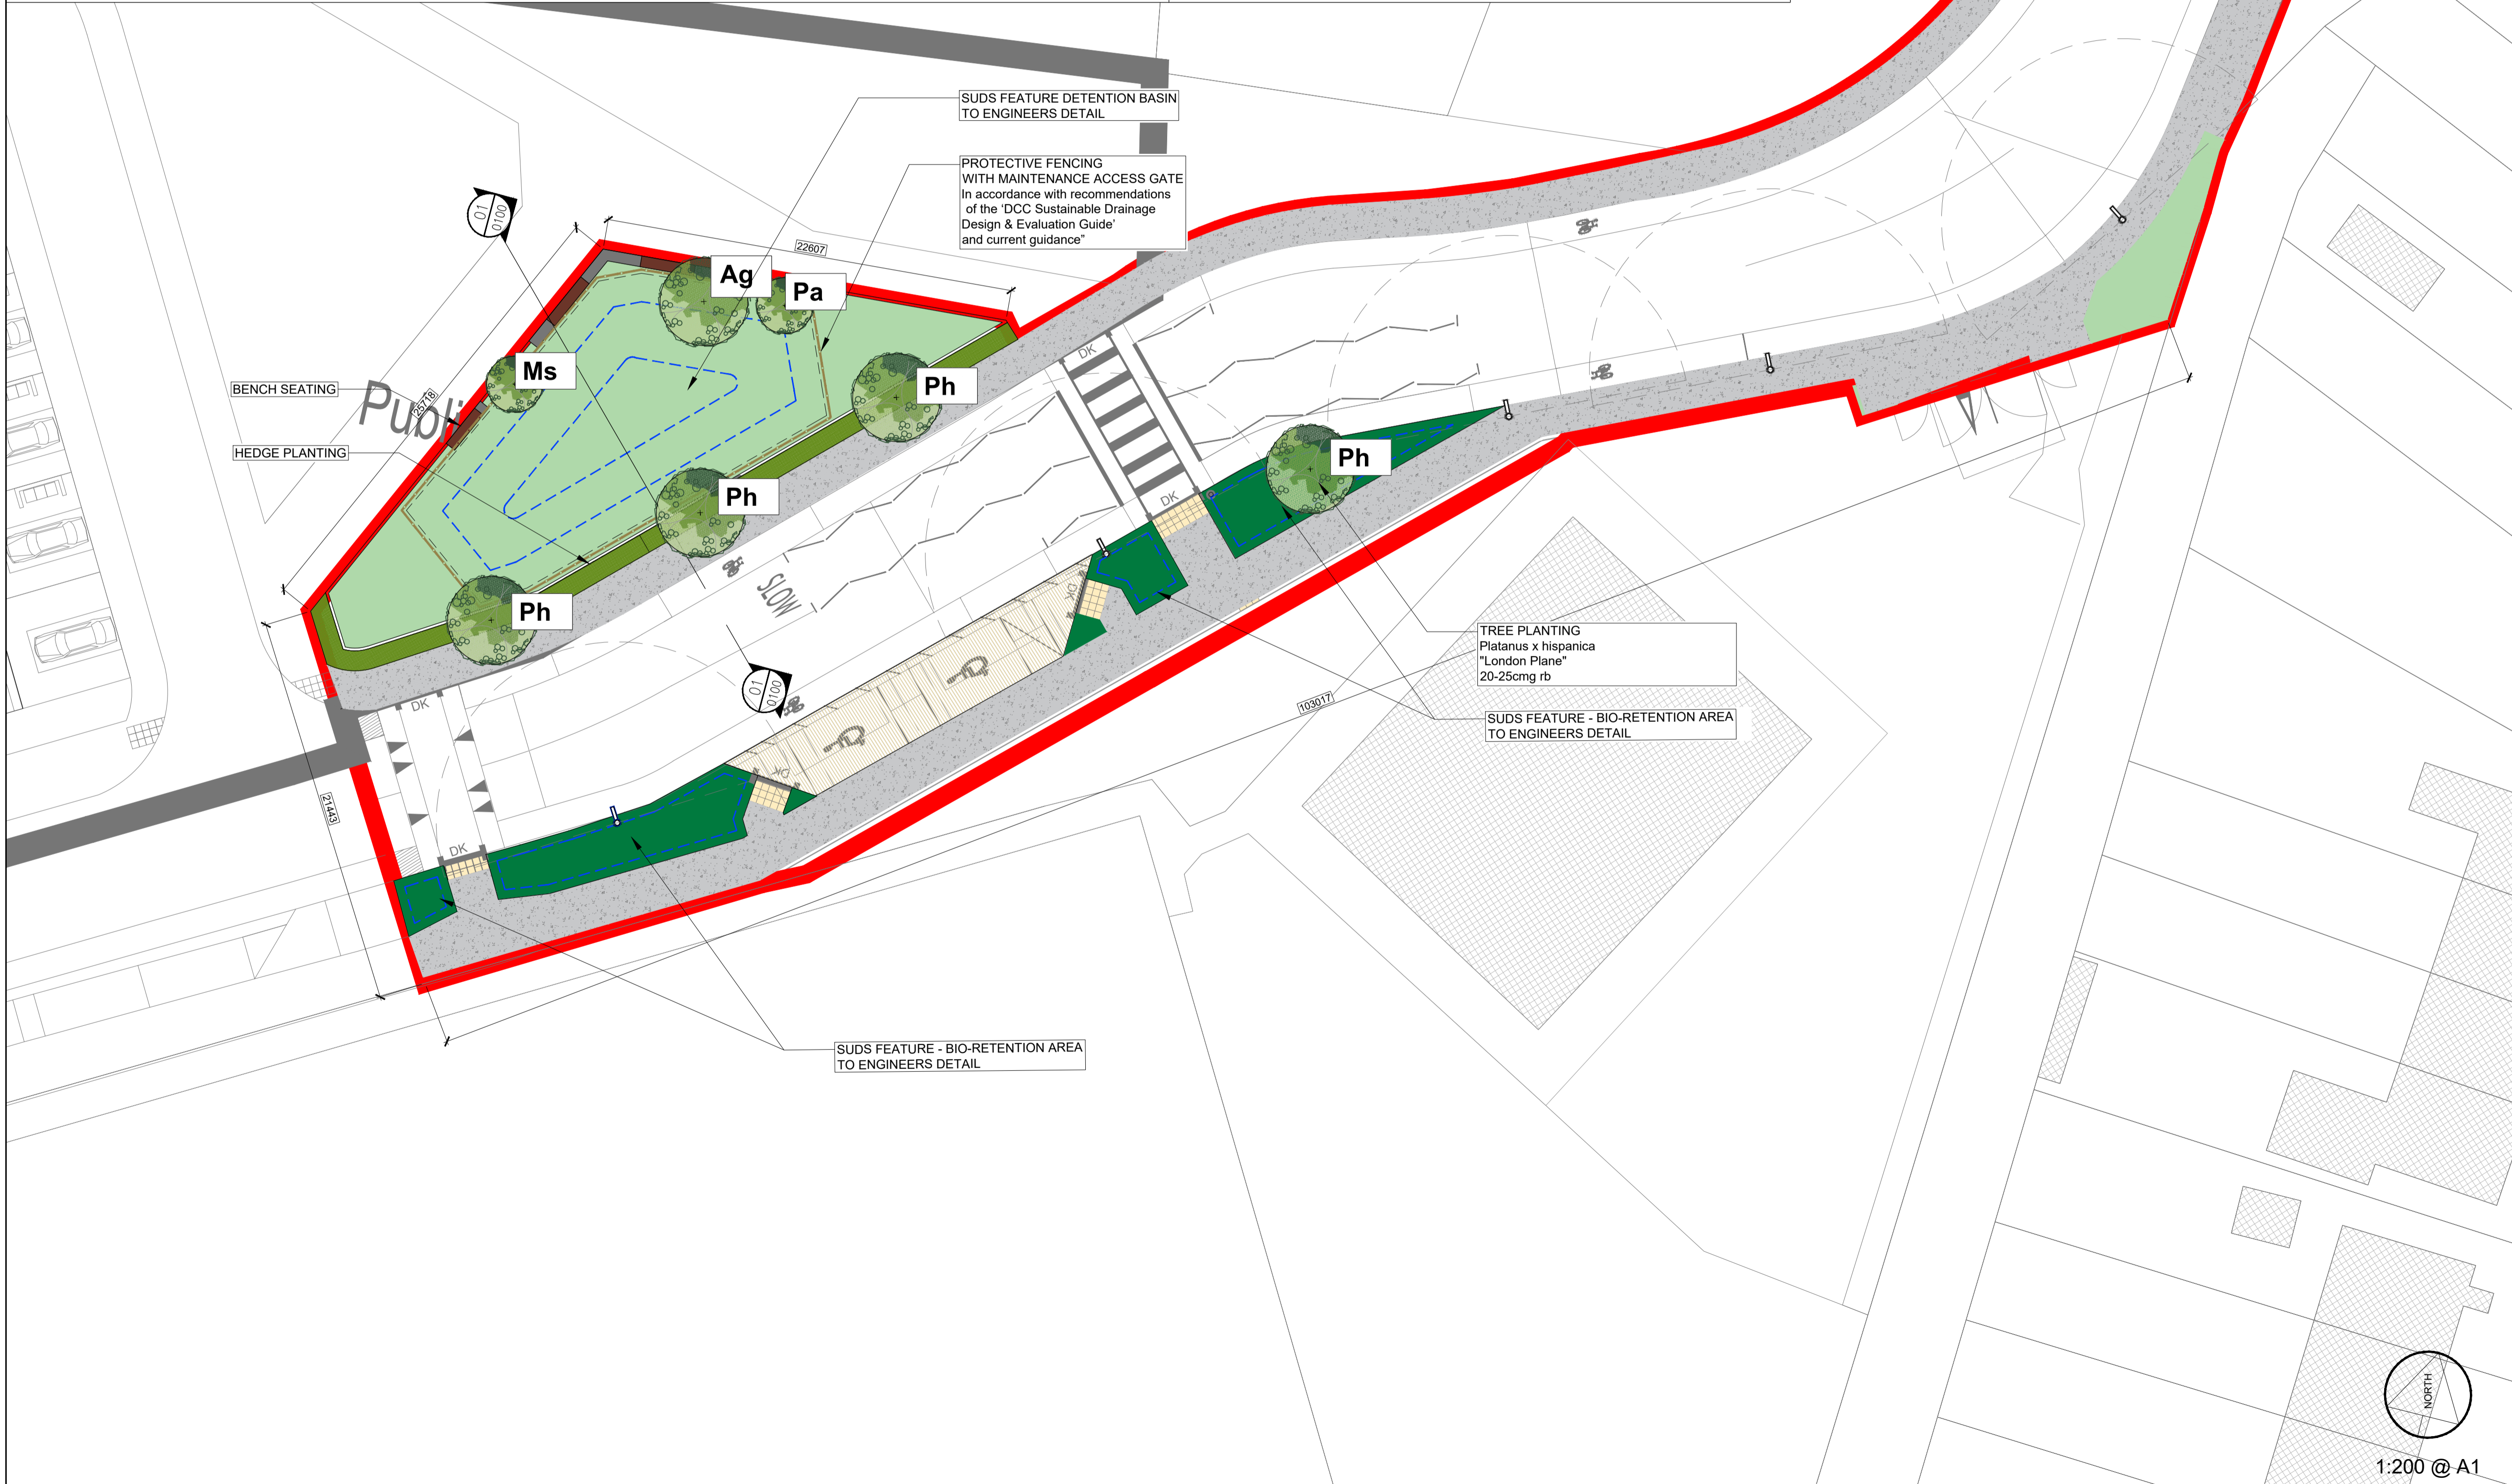 SUDS FEATURE DETENTION BASIN
TO ENGINEERS DETAIL
PROTECTIVE FENCING
WITH MAINTENANCE ACCESS GATE
In accordance with recommendations
of the ‘DCC Sustainable Drainage
Design & Evaluation Guide’
and current guidance”
01
0100
22607
Ag
Pa
Ms
Ph
BENCH SEATING
Publi
25718
HEDGE PLANTING
DK
Ph
Ph
DK
Ph
SLOW
DK
TREE PLANTING
Platanus x hispanica
"London Plane"
20-25cmg rb
01
0100
103017
SUDS FEATURE - BIO-RETENTION AREA
TO ENGINEERS DETAIL
DK
DK
21443
DK
SUDS FEATURE - BIO-RETENTION AREA
TO ENGINEERS DETAIL
NORTH
1:200 @ A1